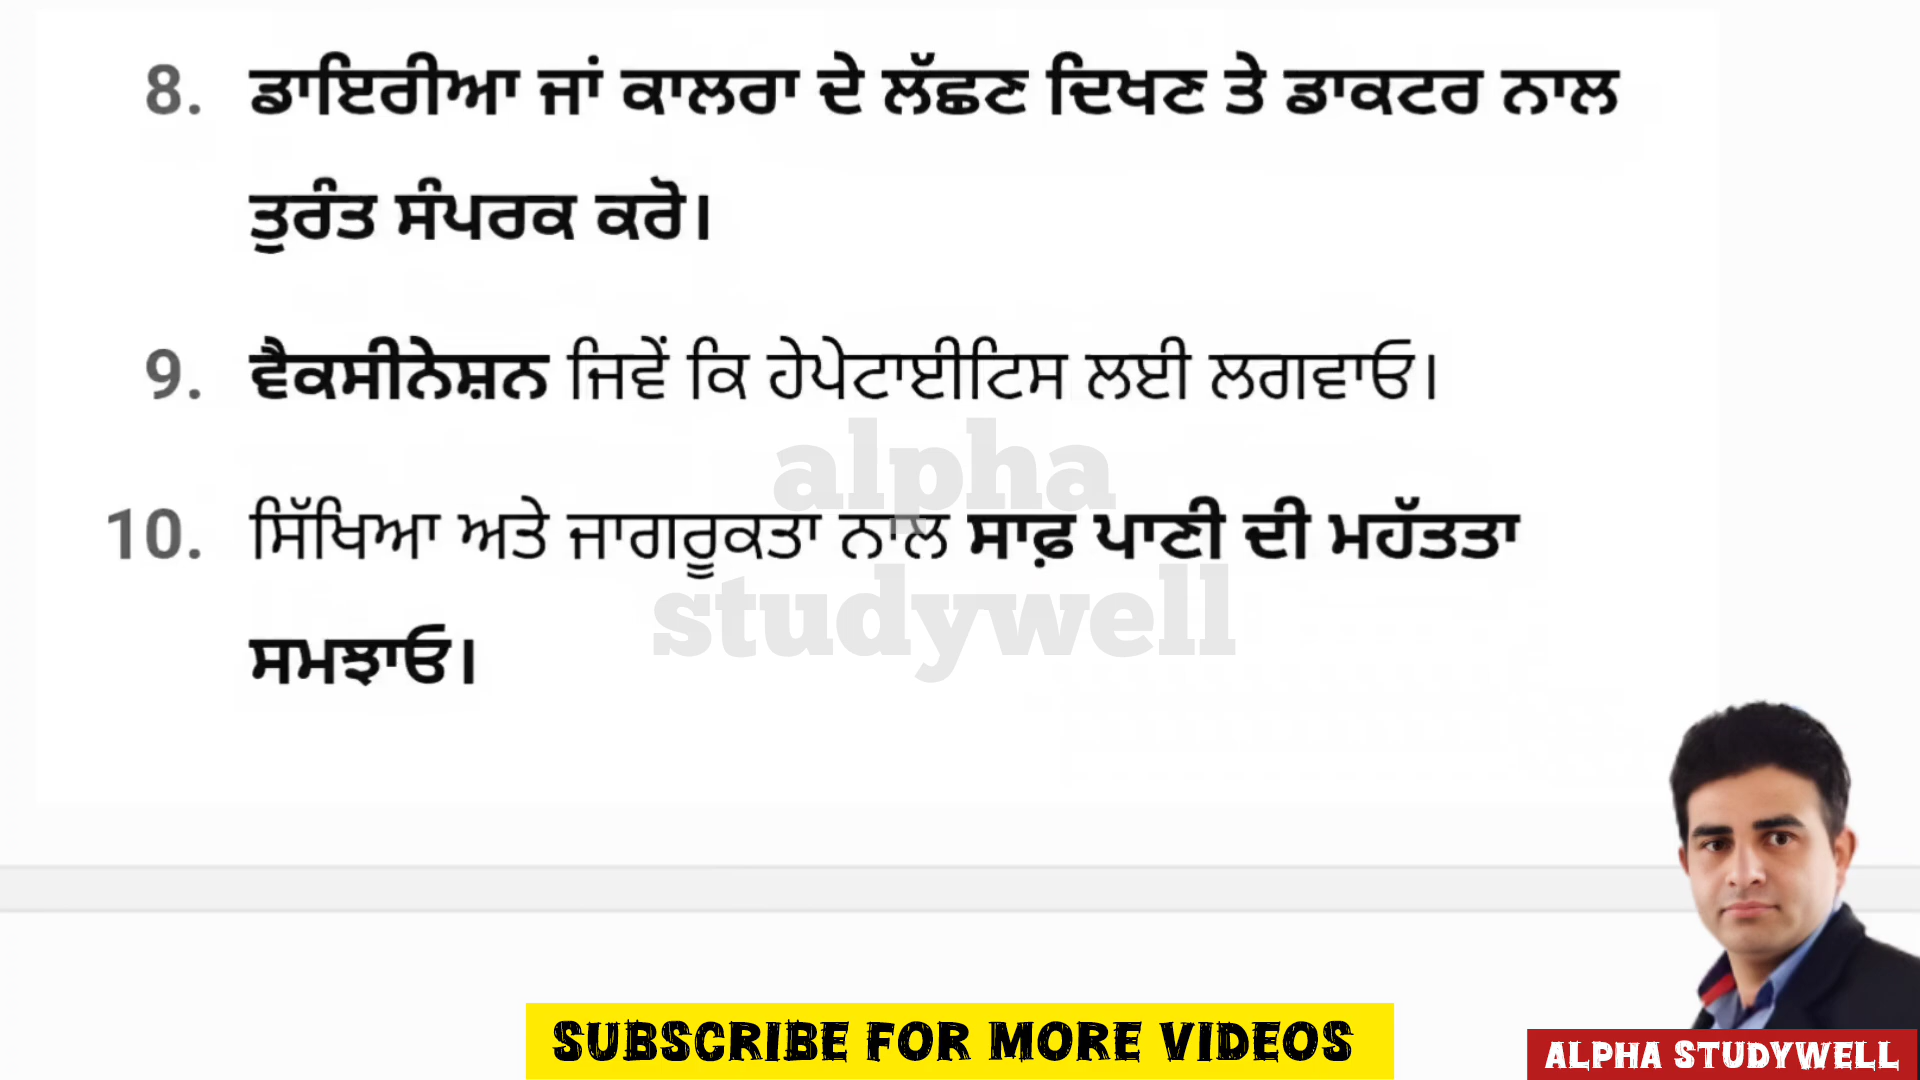 8. ਡਾਇਰੀਆ ਜਾਂ ਕਾਲਰਾ ਦੇ ਲੱਛਣ ਦਿਖਣ ਤੇ ਡਾਕਟਰ ਨਾਲ
ਤੁਰੰਤ ਸੰਪਰਕ ਕਰੋ।
9. ਵੈਕਸੀਨੇਸ਼ਨ ਜਿਵੇਂ ਕਿ ਹੇਪੇਟਾਈਟਿਸ ਲਈ ਲਗਵਾਓ।
alpha
10. ਸਿੱਖਿਆ ਅਤੇ ਜਾਗਰੂਕਤਾ ਨਾਲ ਸਾਫ਼ ਪਾਣੀ ਦੀ ਮਹੱਤਤਾ
studywell
ਸਮਝਾਓ।
SUBSCRIBE FOR MORE VIDEOS
ALPHA STUDYWELL